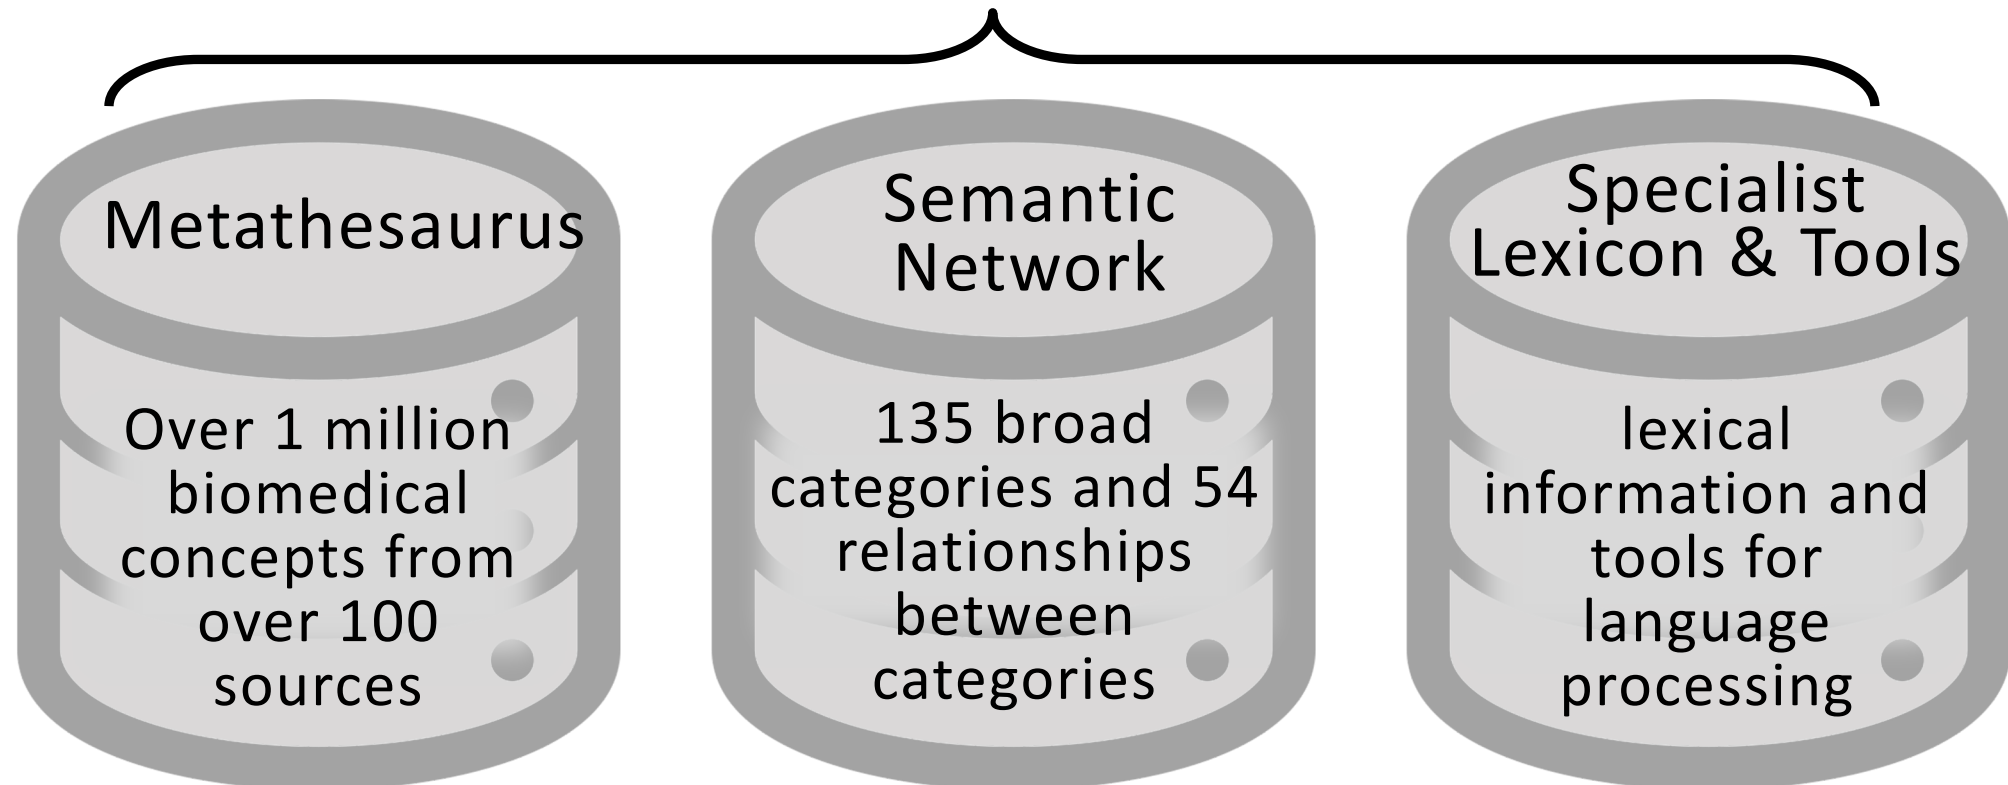 Metathesaurus
Over 1 million
biomedical
concepts from
over 100
sources
Semantic
Network
135 broad
categories and 54
relationships
between
categories
Specialist
Lexicon & Tools
lexical
information and
tools for
language
processing